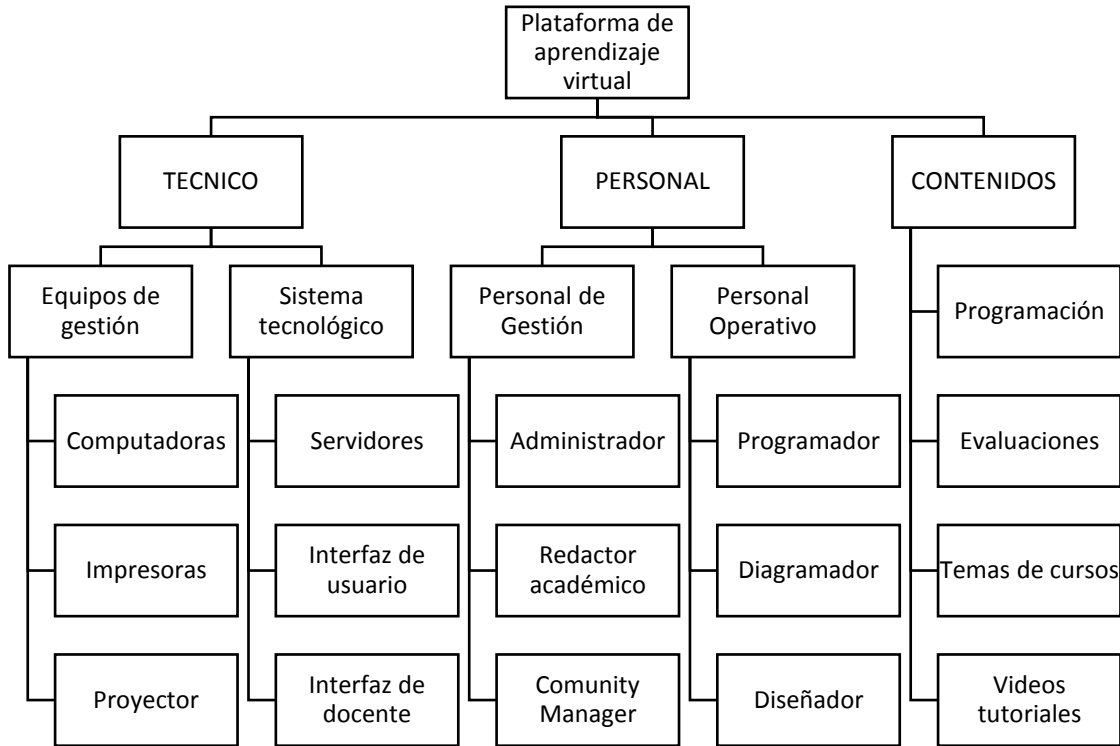 Plataforma de
aprendizaje
virtual
TECNICO
PERSONAL
CONTENIDOS
Equipos de
gestión
Sistema
tecnológico
Personal de
Gestión
Personal
Operativo
Programación
Computadoras
Servidores
Administrador
Programador
Evaluaciones
Impresoras
Interfaz de
usuario
Redactor
académico
Diagramador
Temas de cursos
Proyector
Interfaz de
docente
Comunity
Manager
Diseñador
Videos
tutoriales